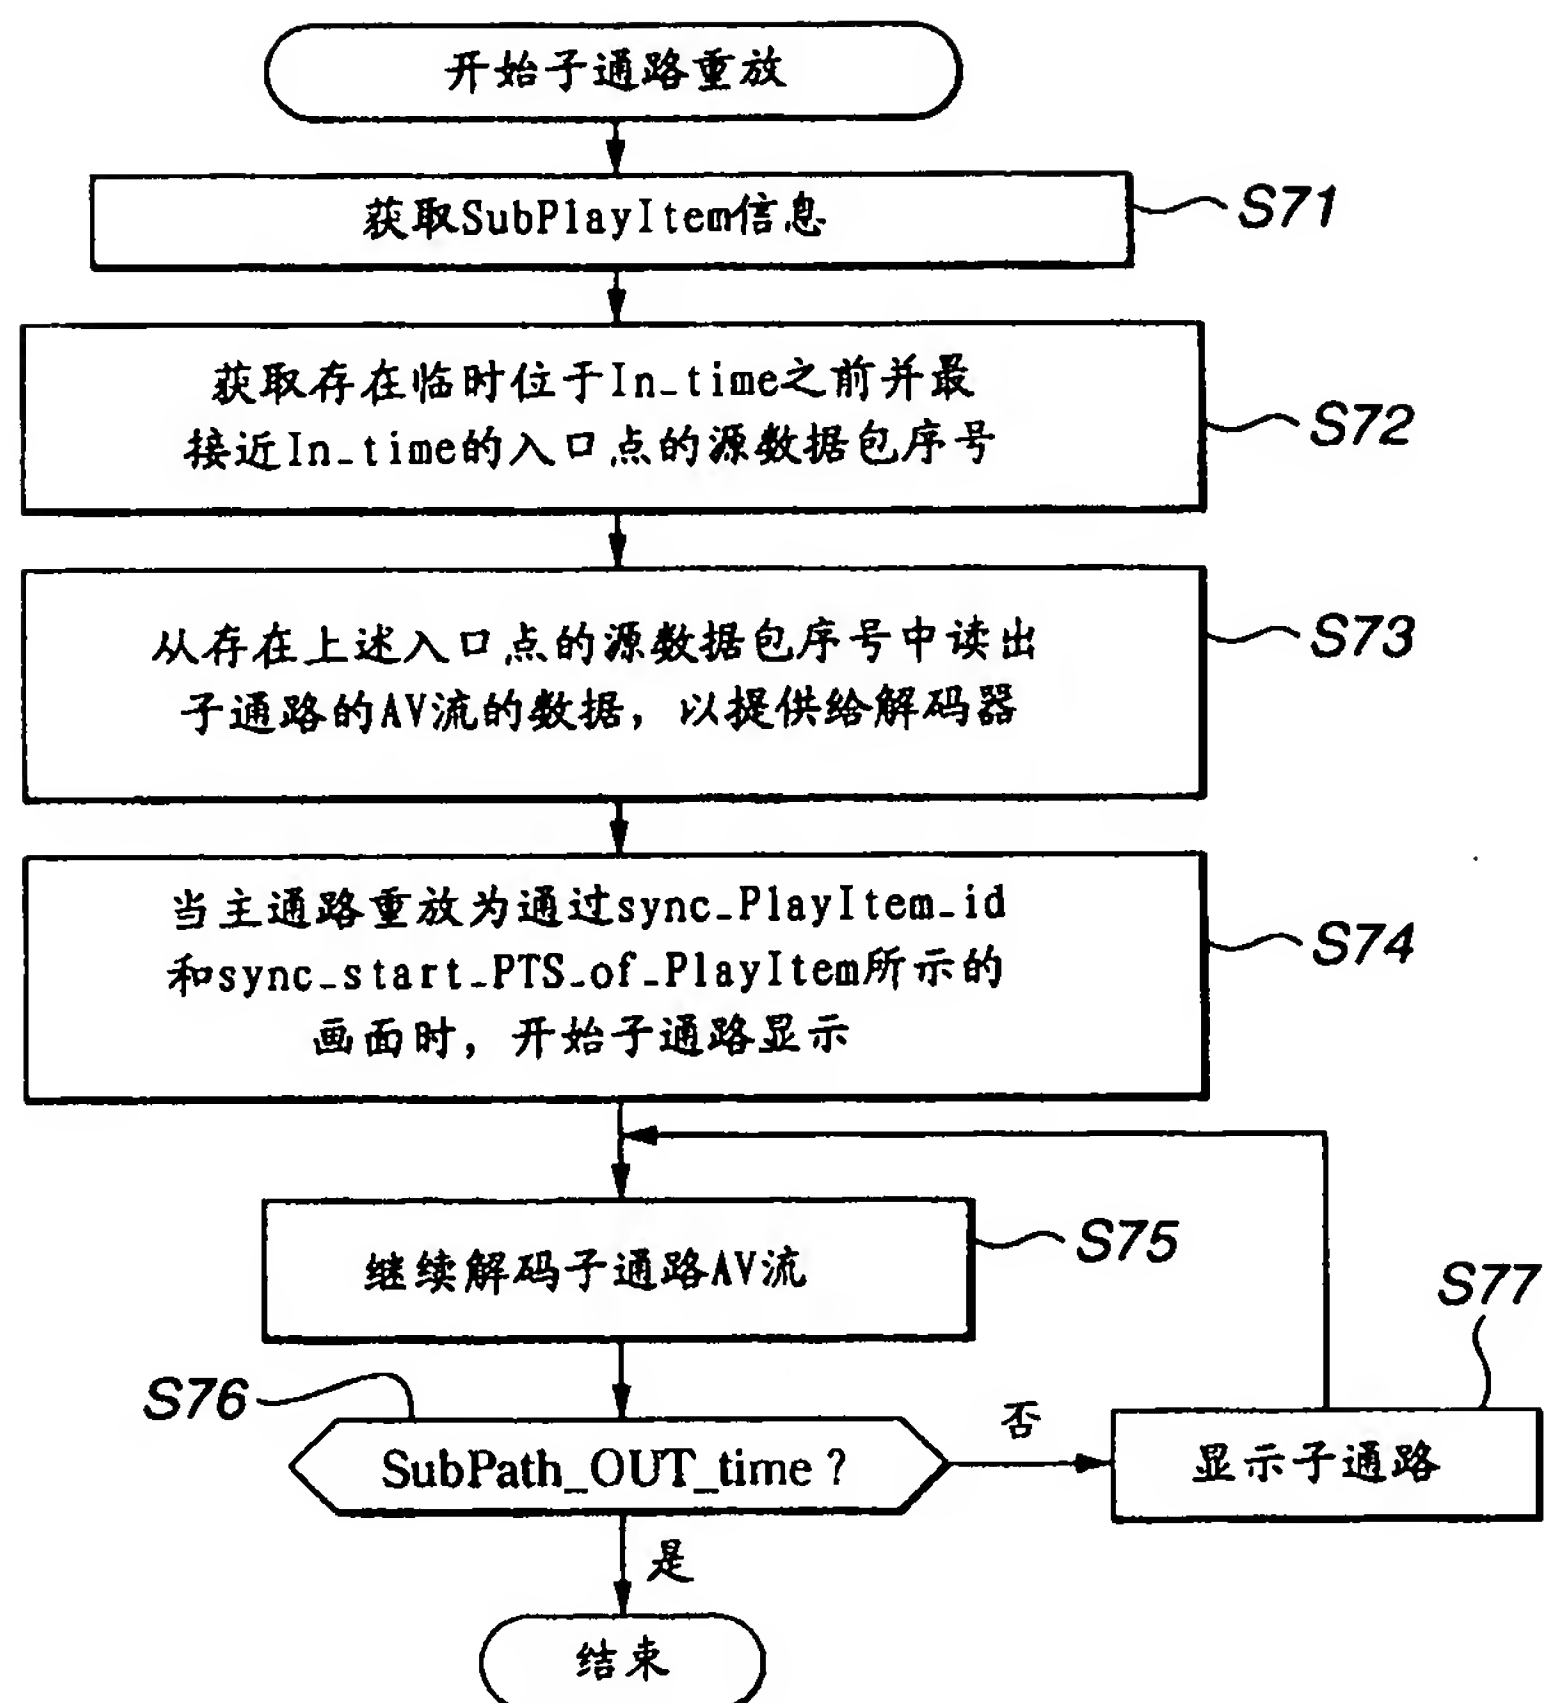 开始子通路重放
获取SubPlayItem信息
S71
获取存在临时位于In_time之前并最
接近In_time的入口点的源数据包序号
S72
从存在上述入口点的源数据包序号中读出
子通路的AV流的数据，以提供给解码器
S73
当主通路重放为通过sync_PlayItem_id
和sync_start_PTS_of_PlayItem所示的
画面时，开始子通路显示
S74
继续解码子通路AV流
S75
S76
SubPath_OUT_time？
否
S77
显示子通路
是
结束